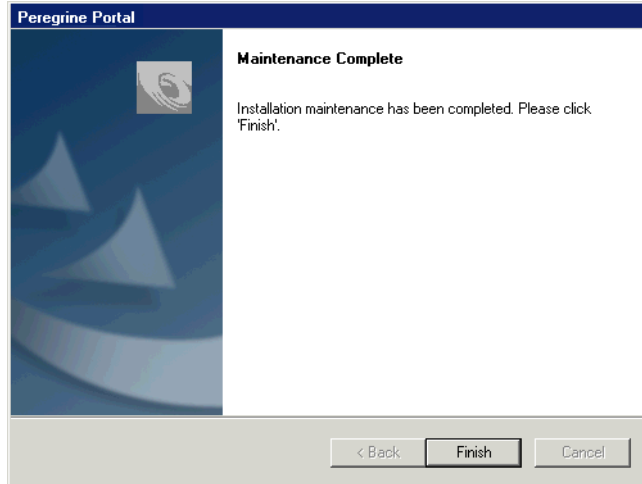 Peregrine Portal
Maintenance Complete
Installation maintenance has been completed. Please click
'Finish'.
< Back
Finish
Cancel